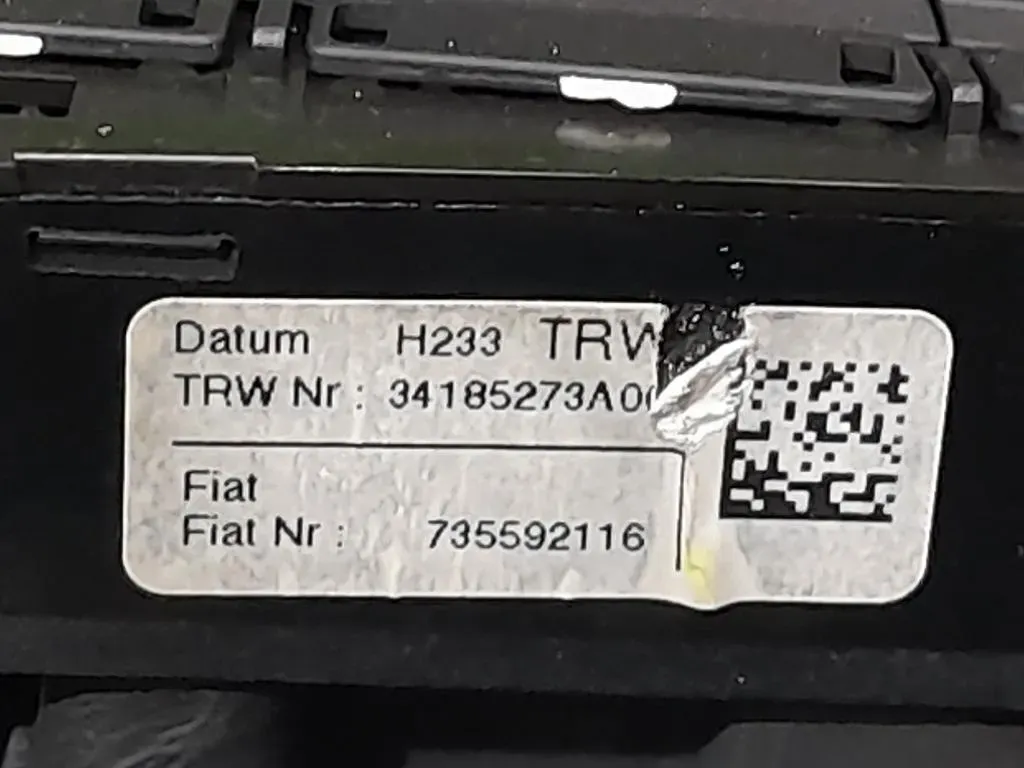 Datum H233 TRW
TRW Nr : 34185273A0
Fiat
Fiat Nr : 735592116